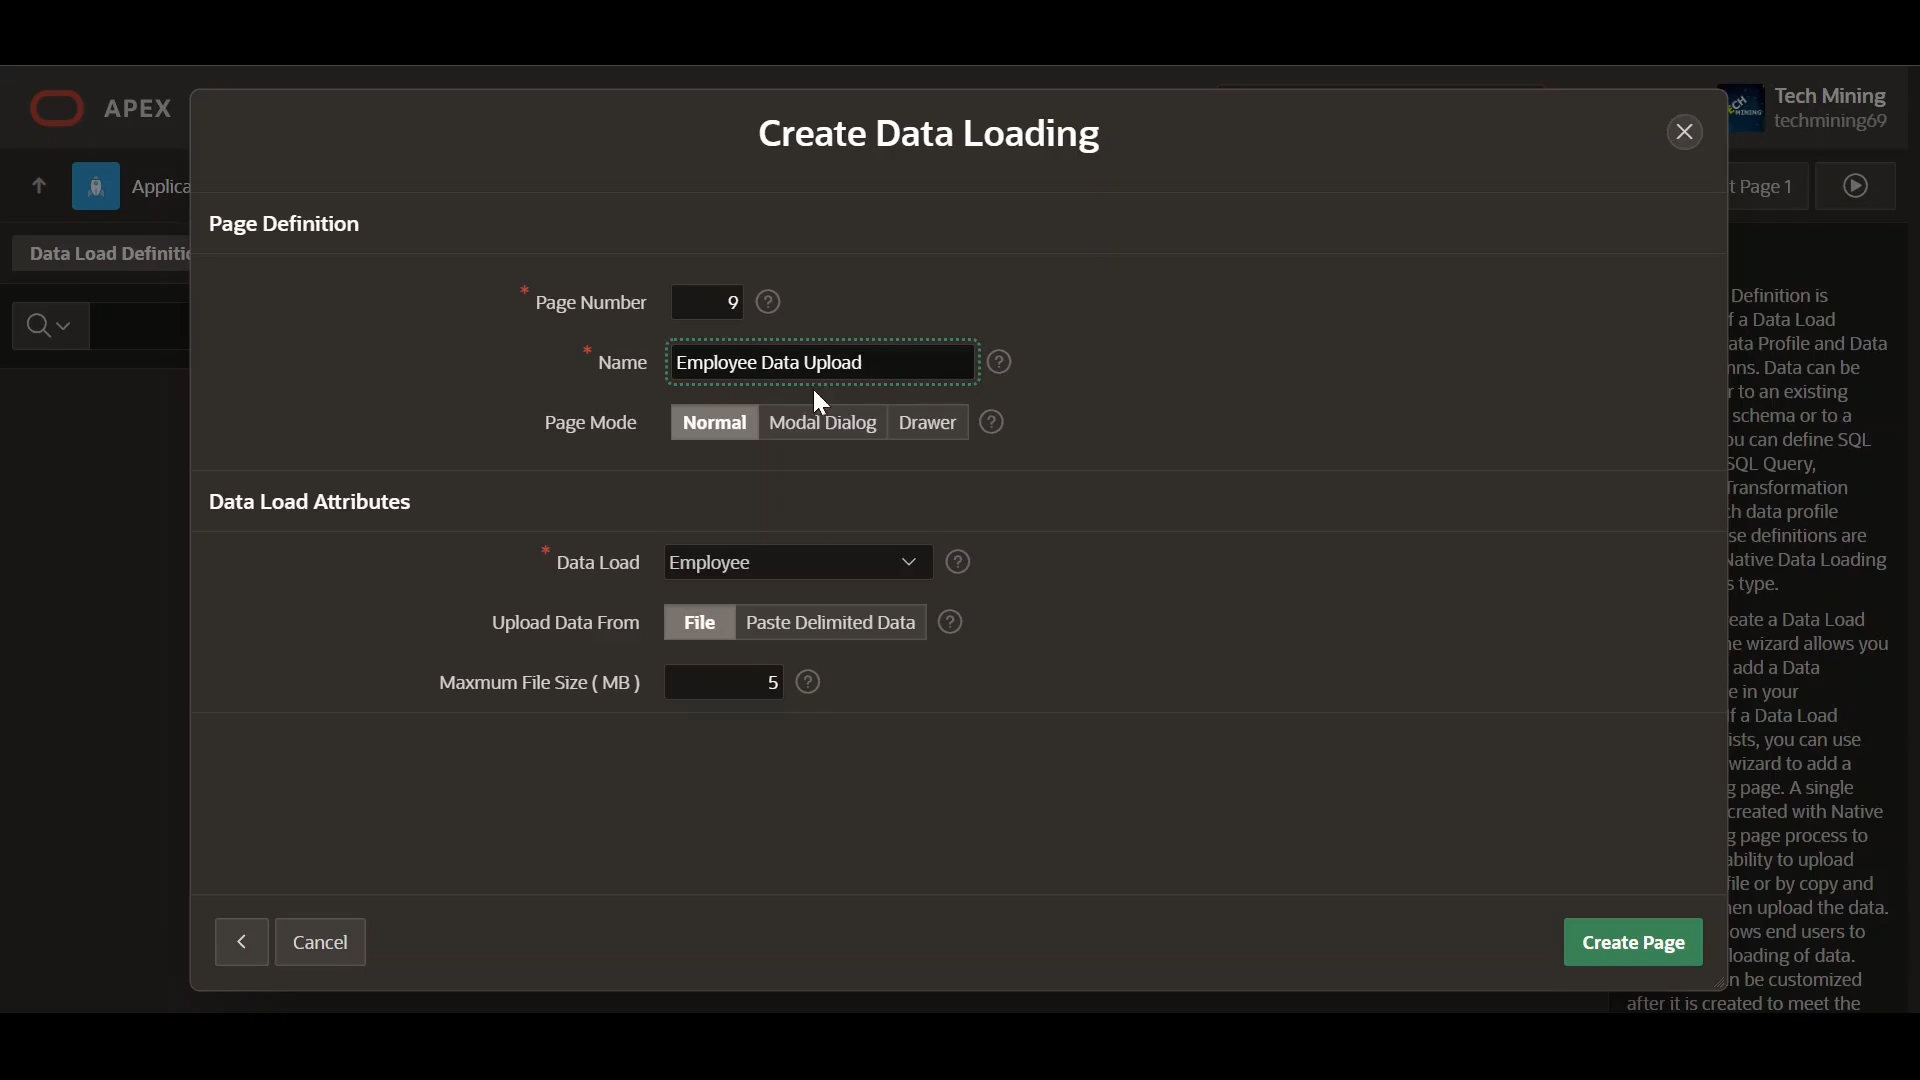 APEX
Create Data Loading
Tech Mining
techmining69
Applica
t Page 1
Page Definition
Data Load Definitio
* Page Number 9
* Name Employee Data Upload
Page Mode Normal Modal Dialog Drawer
Data Load Attributes
* Data Load Employee
Upload Data From File Paste Delimited Data
Maxmum File Size ( MB ) 5
Cancel
Create Page
Definition is
f a Data Load
ata Profile and Data
ns. Data can be
r to an existing
schema or to a
ou can define SQL
SQL Query,
Transformation
h data profile
se definitions are
Native Data Loading
s type.
eate a Data Load
e wizard allows you
add a Data
e in your
If a Data Load
ists, you can use
wizard to add a
g page. A single
created with Native
g page process to
ability to upload
file or by copy and
en upload the data.
ows end users to
loading of data.
n be customized
after it is created to meet the